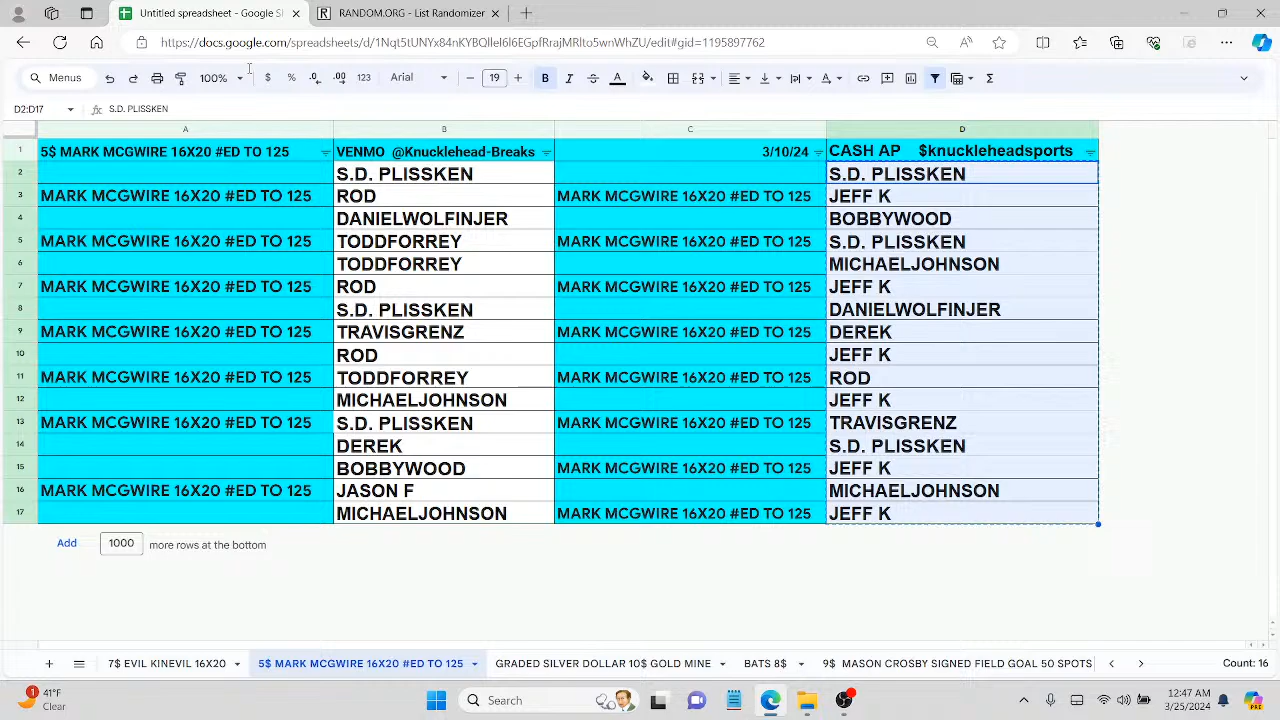 Untitled spreadsheet - Google S
RANDOM.ORG - List Randomizer
https://docs.google.com/spreadsheets/d/1Nqt5tUNYx84nKYBQlleI6l6EGpfRrajMRIto5wnWhZU/edit#gid=1195897762
Menus 100% $ % .0 .00 123 Arial 19 B I A
D2:D17 fx S.D. PLISSKEN
A B C D
1 5$ MARK MCGWIRE 16X20 #ED TO 125 VENMO @Knucklehead-Breaks 3/10/24 CASH AP $knuckleheadsports
2 S.D. PLISSKEN S.D. PLISSKEN
3 MARK MCGWIRE 16X20 #ED TO 125 ROD MARK MCGWIRE 16X20 #ED TO 125 JEFF K
4 DANIELWOLFINJER BOBBYWOOD
5 MARK MCGWIRE 16X20 #ED TO 125 TODDFORREY MARK MCGWIRE 16X20 #ED TO 125 S.D. PLISSKEN
6 TODDFORREY MICHAELJOHNSON
7 MARK MCGWIRE 16X20 #ED TO 125 ROD MARK MCGWIRE 16X20 #ED TO 125 JEFF K
8 S.D. PLISSKEN DANIELWOLFINJER
9 MARK MCGWIRE 16X20 #ED TO 125 TRAVISGRENZ MARK MCGWIRE 16X20 #ED TO 125 DEREK
10 ROD JEFF K
11 MARK MCGWIRE 16X20 #ED TO 125 TODDFORREY MARK MCGWIRE 16X20 #ED TO 125 ROD
12 MICHAELJOHNSON JEFF K
13 MARK MCGWIRE 16X20 #ED TO 125 S.D. PLISSKEN MARK MCGWIRE 16X20 #ED TO 125 TRAVISGRENZ
14 DEREK S.D. PLISSKEN
15 BOBBYWOOD MARK MCGWIRE 16X20 #ED TO 125 JEFF K
16 MARK MCGWIRE 16X20 #ED TO 125 JASON F MICHAELJOHNSON
17 MICHAELJOHNSON MARK MCGWIRE 16X20 #ED TO 125 JEFF K
Add 1000 more rows at the bottom
7$ EVIL KINEVIL 16X20 5$ MARK MCGWIRE 16X20 #ED TO 125 GRADED SILVER DOLLAR 10$ GOLD MINE BATS 8$ 9$ MASON CROSBY SIGNED FIELD GOAL 50 SPOTS Count: 16
1 41°F
Clear
Search
2:47 AM
3/25/2024